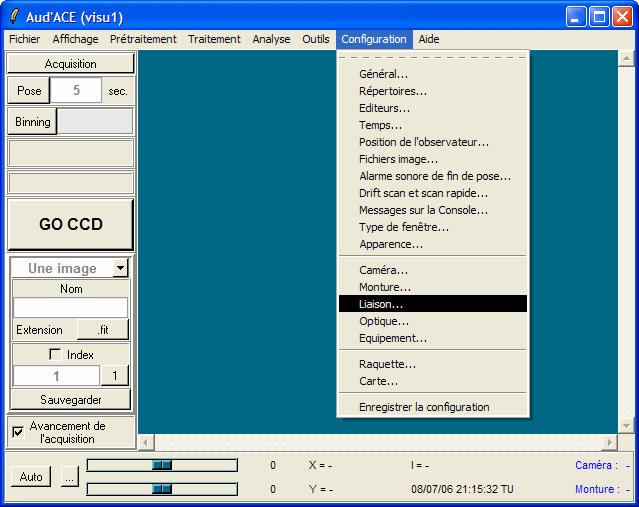 Aud'ACE (visu1)
Fichier Affichage Prétraitement Traitement Analyse Outils Configuration Aide
Acquisition
Pose 5 sec.
Binning
GO CCD
Une image
Nom
Extension .fit
Index
1 1
Sauvegarder
Avancement de
l'acquisition
Général...
Répertoires...
Editeurs...
Temps...
Position de l'observateur...
Fichiers image...
Alarme sonore de fin de pose...
Drift scan et scan rapide...
Messages sur la Console...
Type de fenêtre...
Apparence...
Caméra...
Monture...
Liaison...
Optique...
Equipement...
Raquette...
Carte...
Enregistrer la configuration
Auto ...
0 X = - I = - Caméra : -
0 Y = - 08/07/06 21:15:32 TU Monture : -